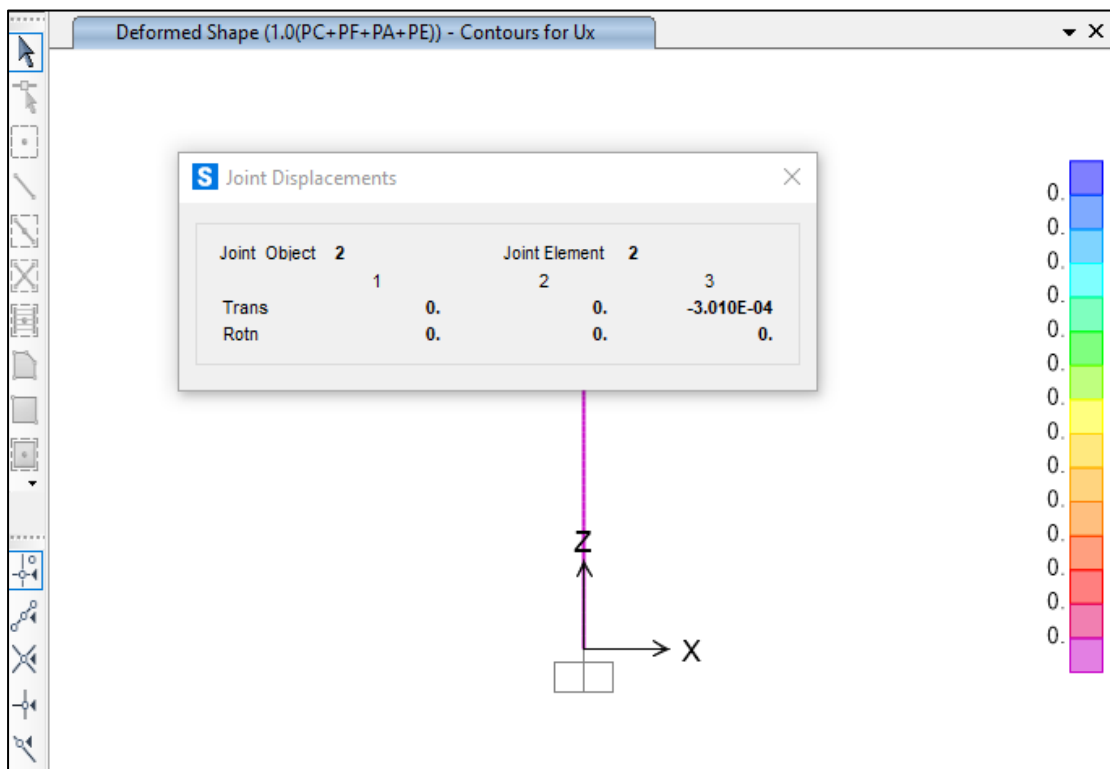 Deformed Shape (1.0(PC+PF+PA+PE)) - Contours for Ux
S Joint Displacements
Joint Object 2 Joint Element 2
1 2 3
Trans 0. 0. -3.010E-04
Rotn 0. 0. 0.
Z
X
0.
0.
0.
0.
0.
0.
0.
0.
0.
0.
0.
0.
0.
0.